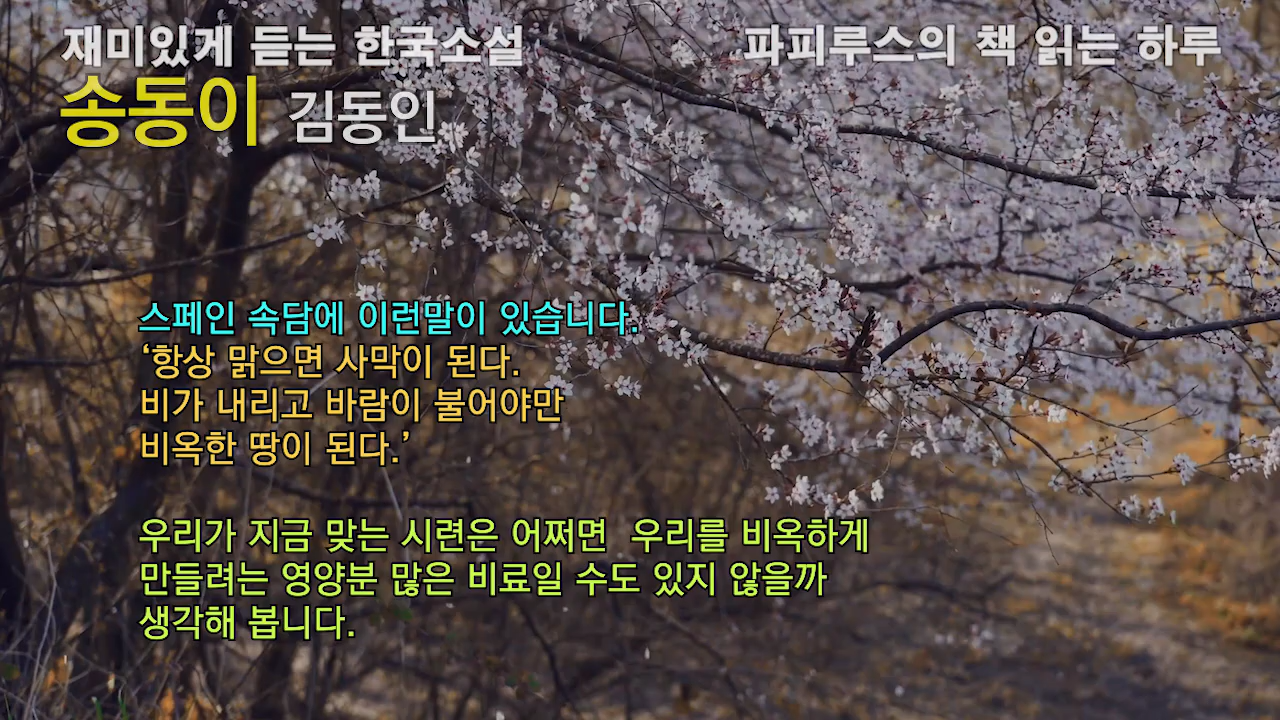 재미있게 듣는 한국소설
파피루스의 책 읽는 하루
송동이 김동인
스페인 속담에 이런말이 있습니다.
‘항상 맑으면 사막이 된다.
비가 내리고 바람이 불어야만
비옥한 땅이 된다.’
우리가 지금 맞는 시련은 어쩌면 우리를 비옥하게
만들려는 영양분 많은 비료일 수도 있지 않을까
생각해 봅니다.